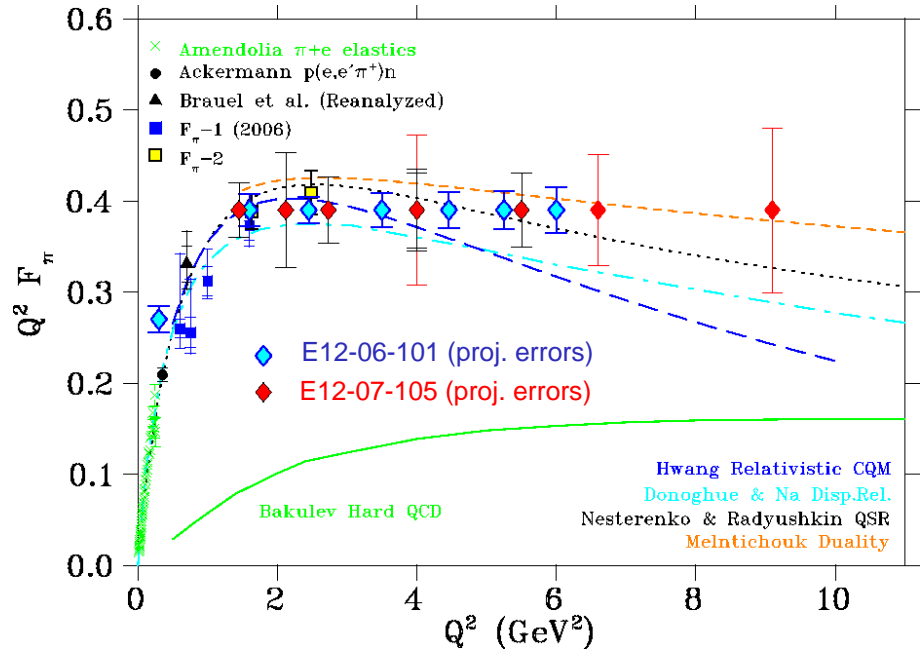 0.6
0.5
0.4
0.3
0.2
0.1
0.0
Q² Fπ
Amendolia π+e elastics
Ackermann p(e,e′π⁺)n
Brauel et al. (Reanalyzed)
Fπ−1 (2006)
Fπ−2
E12-06-101 (proj. errors)
E12-07-105 (proj. errors)
Bakulev Hard QCD
Hwang Relativistic CQM
Donoghue & Na Disp.Rel.
Nesterenko & Radyushkin QSR
Melntichouk Duality
0 2 4 6 8 10
Q² (GeV²)